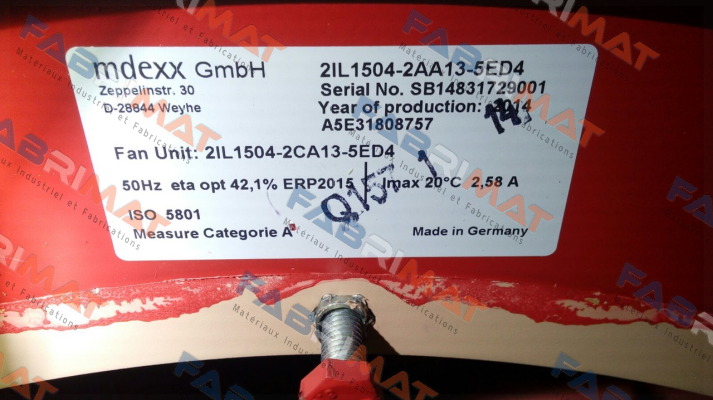 mdexx GmbH
Zeppelinstr. 30
D-28844 Weyhe
2IL1504-2AA13-5ED4
Serial No. SB14831729001
Year of production: 2014
A5E31808757
Fan Unit: 2IL1504-2CA13-5ED4
50Hz eta opt 42,1% ERP2015 Imax 20°C 2,58 A
ISO 5801
Measure Categorie A
Made in Germany
FABRIMAT
Matériaux Industriels et Fabrications